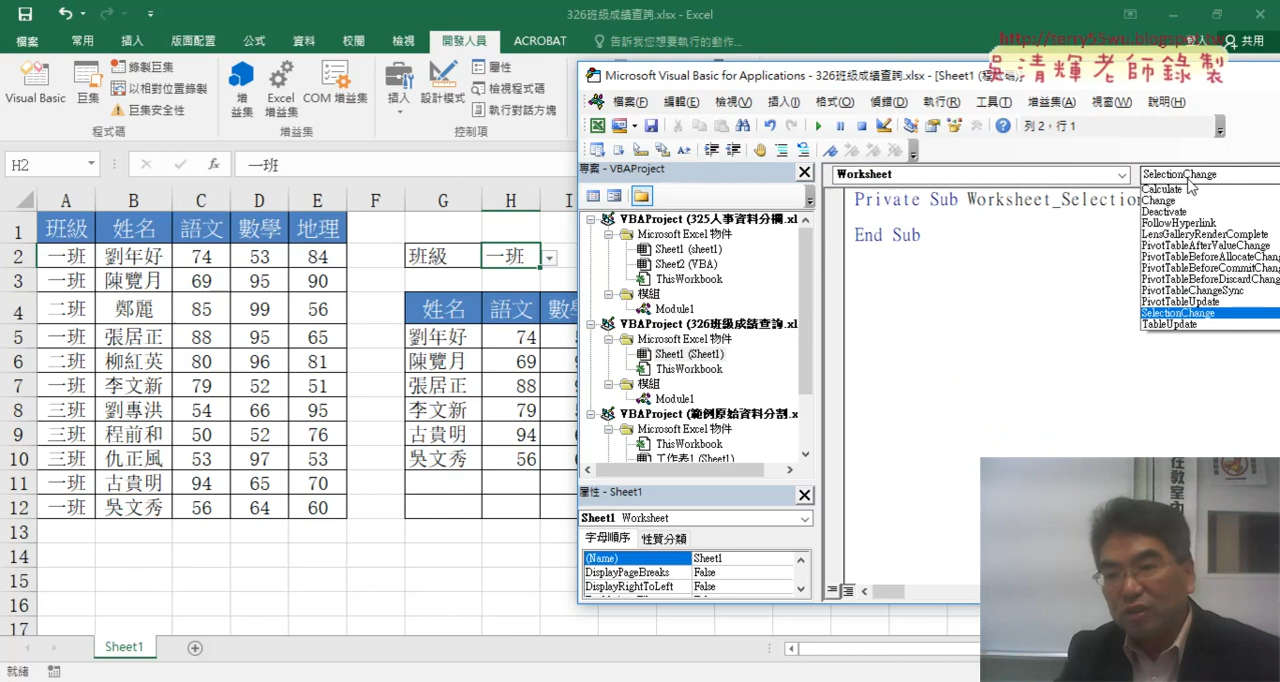 326班級成績查詢.xlsx - Excel
檔案 常用 插入 版面配置 公式 資料 校閱 檢視 開發人員 ACROBAT 告訴我您想要執行的動作... 登入 共用
http://terry55wu.blogspot.tw
吳清輝老師錄製
Visual Basic 巨集 錄製巨集 以相對位置錄製 巨集安全性
程式碼
增益集 Excel 增益集 COM 增益集
增益集
插入 設計模式 屬性 檢視程式碼 執行對話方塊
控制項
H2 fx 一班
A B C D E F G H I
1 班級 姓名 語文 數學 地理
2 一班 劉年好 74 53 84 班級 一班
3 一班 陳覽月 69 95 90
4 二班 鄭麗 85 99 56 姓名 語文
5 一班 張居正 88 95 65 劉年好 74
6 二班 柳紅英 80 96 81 陳覽月 69
7 一班 李文新 79 52 51 張居正 88
8 三班 劉專洪 54 66 95 李文新 79
9 三班 程前和 50 52 76 古貴明 94
10 三班 仇正風 53 97 53 吳文秀 56
11 一班 古貴明 94 65 70
12 一班 吳文秀 56 64 60
13
14
15
16
17
Sheet1
就緒
Microsoft Visual Basic for Applications - 326班級成績查詢.xlsx - [Sheet1 (程式碼)]
檔案(F) 編輯(E) 檢視(V) 插入(I) 格式(O) 偵錯(D) 執行(R) 工具(T) 增益集(A) 視窗(W) 說明(H)
列 2，行 1
專案 - VBAProject
VBAProject (325人事資料分欄.xl
Microsoft Excel 物件
Sheet1 (sheet1)
Sheet2 (VBA)
ThisWorkbook
模組
Module1
VBAProject (326班級成績查詢.xl
Microsoft Excel 物件
Sheet1 (Sheet1)
ThisWorkbook
模組
Module1
VBAProject (範例原始資料分割.x
Microsoft Excel 物件
ThisWorkbook
工作表1 (Sheet1)
屬性 - Sheet1
Sheet1 Worksheet
字母順序 性質分類
(Name) Sheet1
DisplayPageBreaks False
DisplayRightToLeft False
Worksheet
SelectionChange
Private Sub Worksheet_Selection
End Sub
Calculate
Change
Deactivate
FollowHyperlink
LensGalleryRenderComplete
PivotTableAfterValueChange
PivotTableBeforeAllocateChan
PivotTableBeforeCommitChan
PivotTableBeforeDiscardChan
PivotTableChangeSync
PivotTableUpdate
SelectionChange
TableUpdate